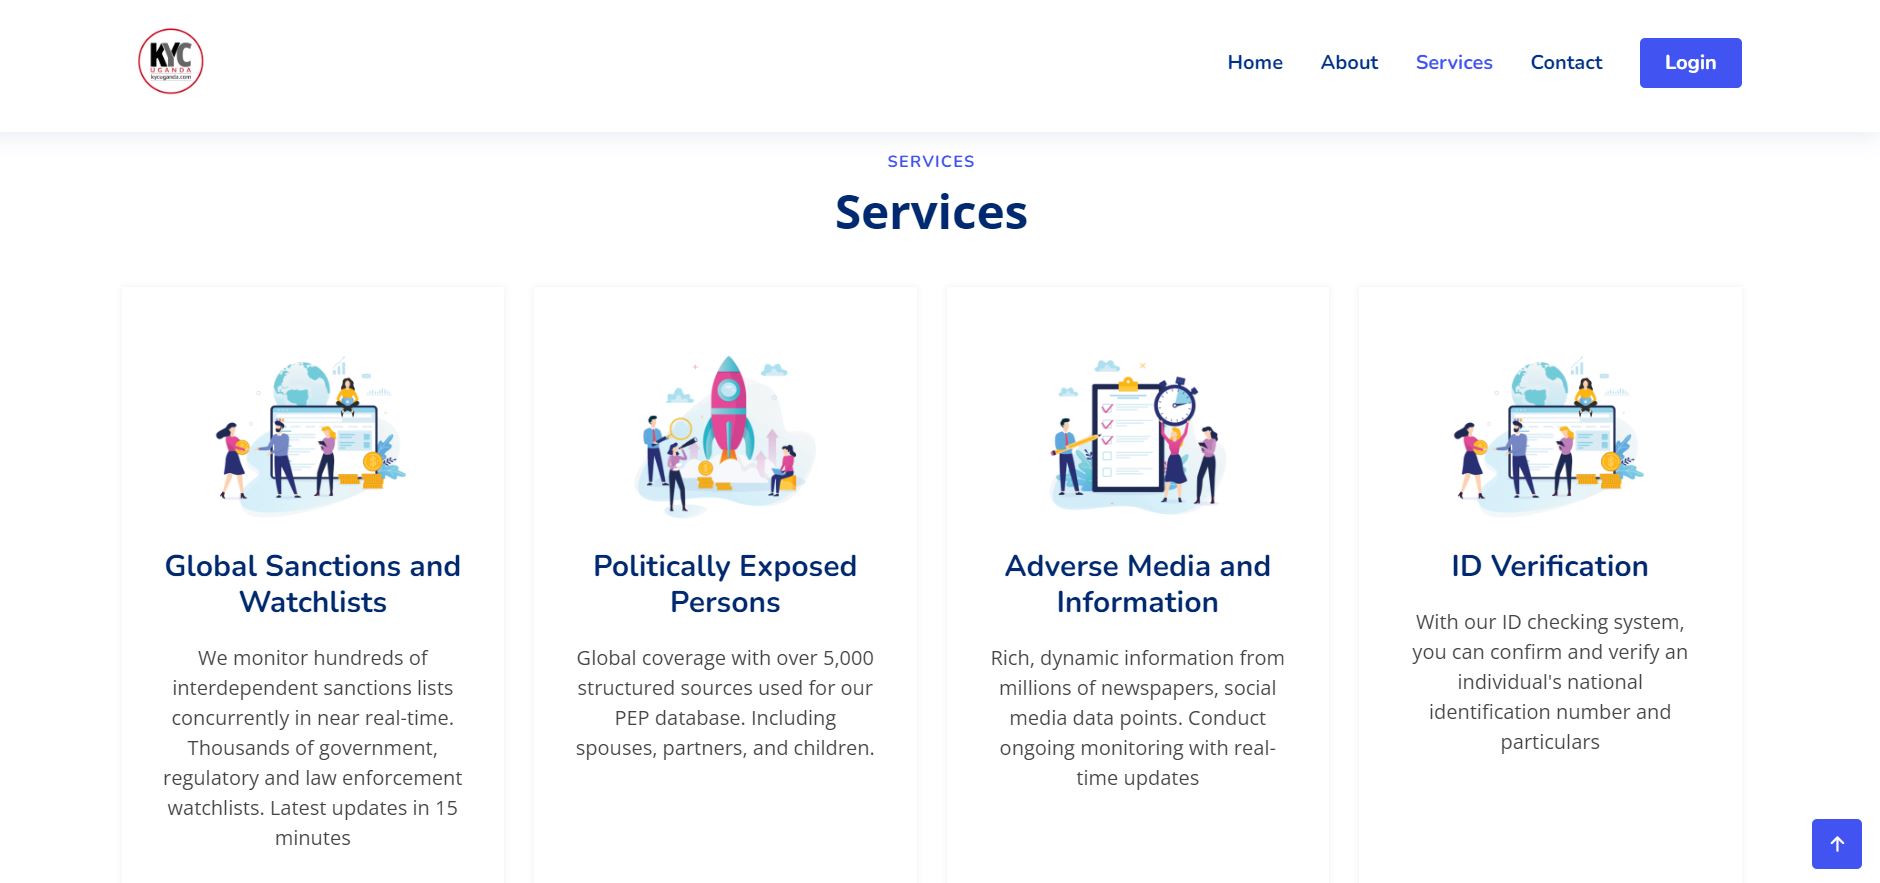 KYC
UGANDA
kycuganda.com
Home
About
Services
Contact
Login
SERVICES
Services
Global Sanctions and
Watchlists
We monitor hundreds of
interdependent sanctions lists
concurrently in near real-time.
Thousands of government,
regulatory and law enforcement
watchlists. Latest updates in 15
minutes
Politically Exposed
Persons
Global coverage with over 5,000
structured sources used for our
PEP database. Including
spouses, partners, and children.
Adverse Media and
Information
Rich, dynamic information from
millions of newspapers, social
media data points. Conduct
ongoing monitoring with real-
time updates
ID Verification
With our ID checking system,
you can confirm and verify an
individual's national
identification number and
particulars